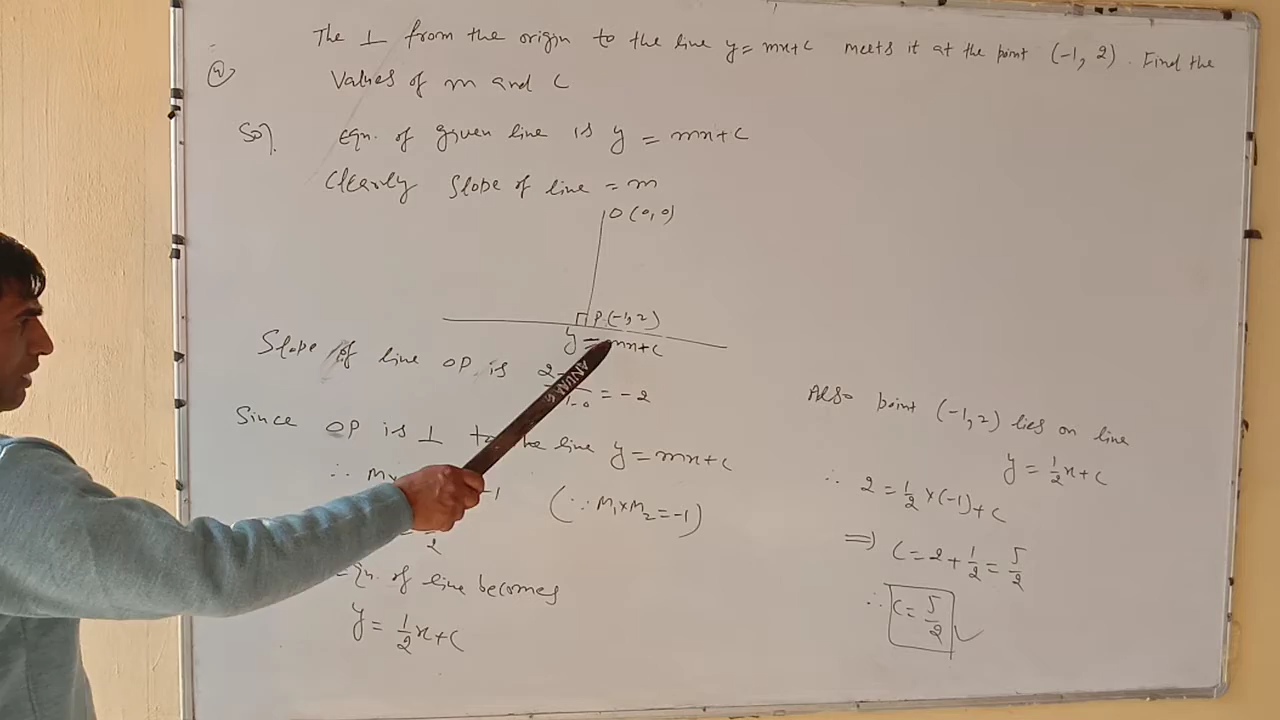 The ⊥ from the origin to the line y = mx+c meets it at the point (-1, 2). Find the
values of m and c
Sol.
Eqn. of given line is y = mx+c
Clearly slope of line = m
O (0,0)
P(-1,2)
y = mx+c
Slope of line OP is 2 = -2
Since OP is ⊥ to the line y = mx+c
∴ m -1 (∵ M₁×M₂=-1)
2
Eqn. of line becomes
y = 1/2 x+c
Also point (-1,2) lies on line
y = 1/2 x+c
∴ 2 = 1/2 ×(-1)+c
⇒ c = 2+1/2 = 5/2
∴ c = 5/2